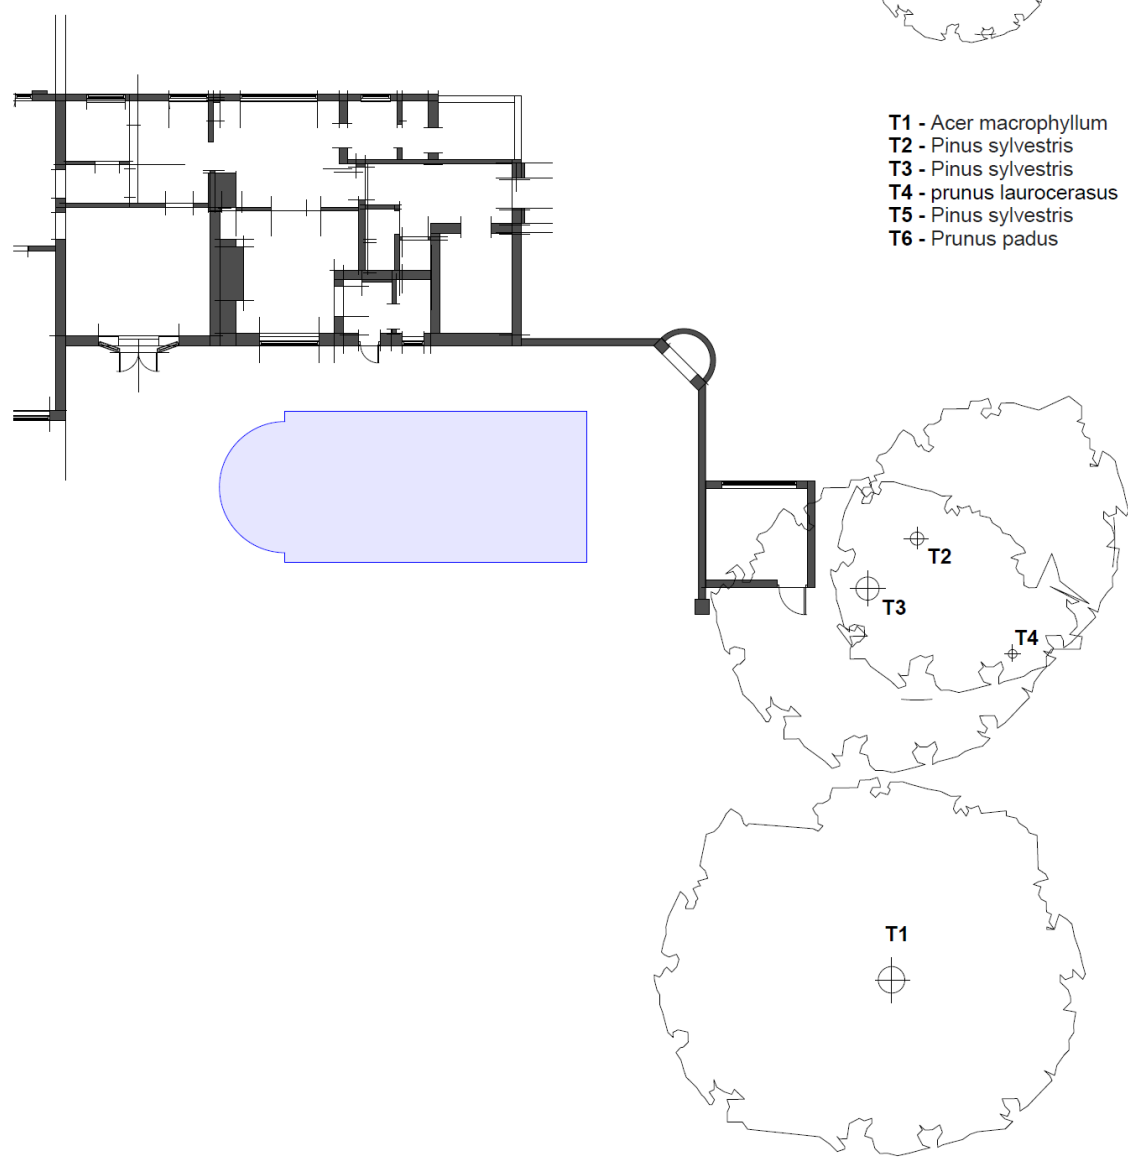 T1 - Acer macrophyllum
T2 - Pinus sylvestris
T3 - Pinus sylvestris
T4 - prunus laurocerasus
T5 - Pinus sylvestris
T6 - Prunus padus
T2
T3
T4
T1